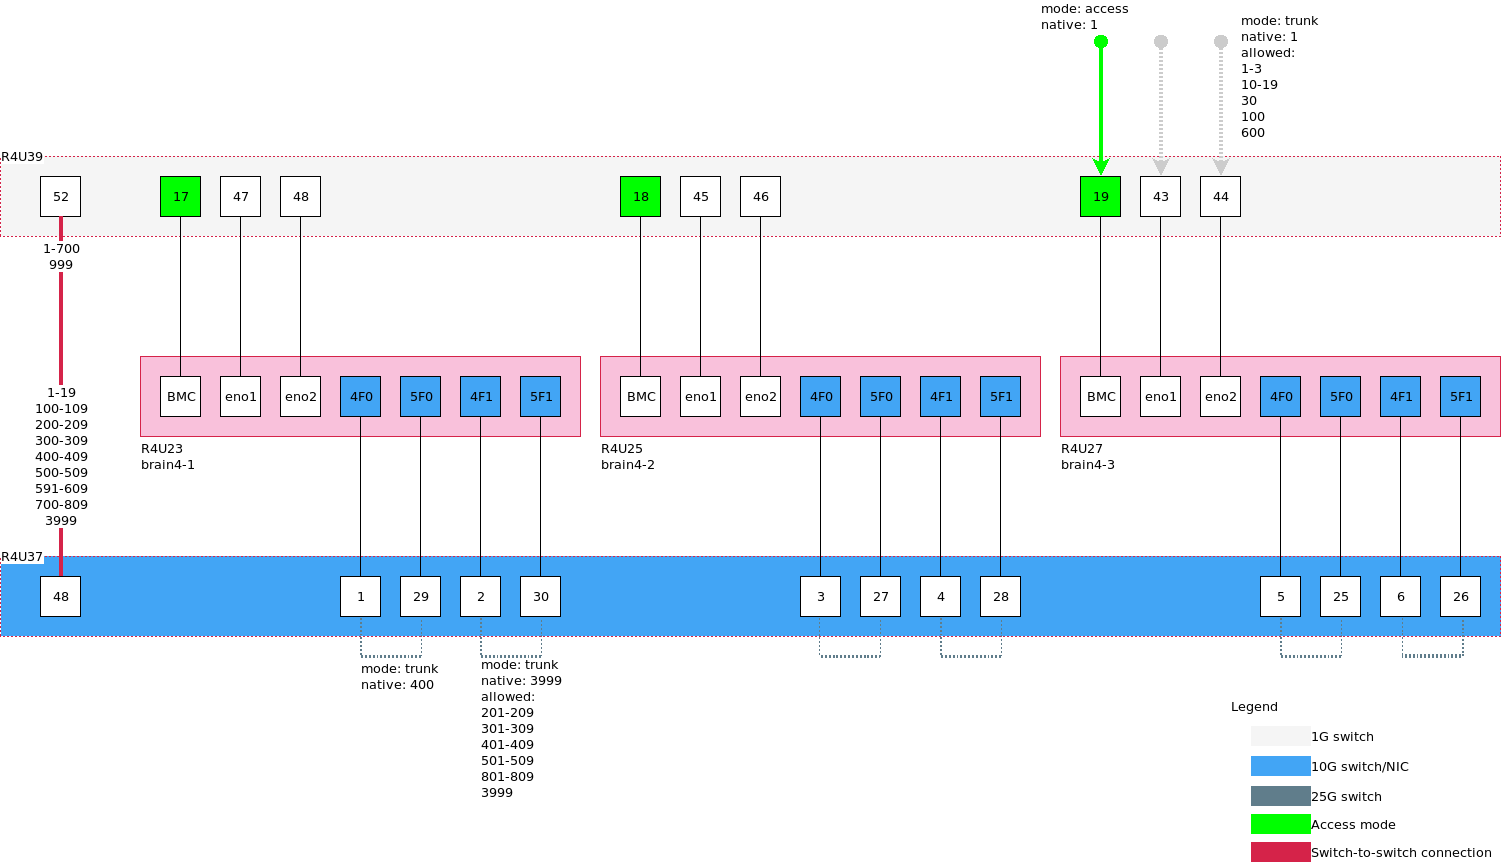 mode: access
native: 1
mode: trunk
native: 1
allowed:
1-3
10-19
30
100
600
R4U39
52
17
47
48
18
45
46
19
43
44
1-700
999
1-19
100-109
200-209
300-309
400-409
500-509
591-609
700-809
3999
BMC
eno1
eno2
4F0
5F0
4F1
5F1
R4U23
brain4-1
BMC
eno1
eno2
4F0
5F0
4F1
5F1
R4U25
brain4-2
BMC
eno1
eno2
4F0
5F0
4F1
5F1
R4U27
brain4-3
R4U37
48
1
29
2
30
3
27
4
28
5
25
6
26
mode: trunk
native: 400
mode: trunk
native: 3999
allowed:
201-209
301-309
401-409
501-509
801-809
3999
Legend
1G switch
10G switch/NIC
25G switch
Access mode
Switch-to-switch connection